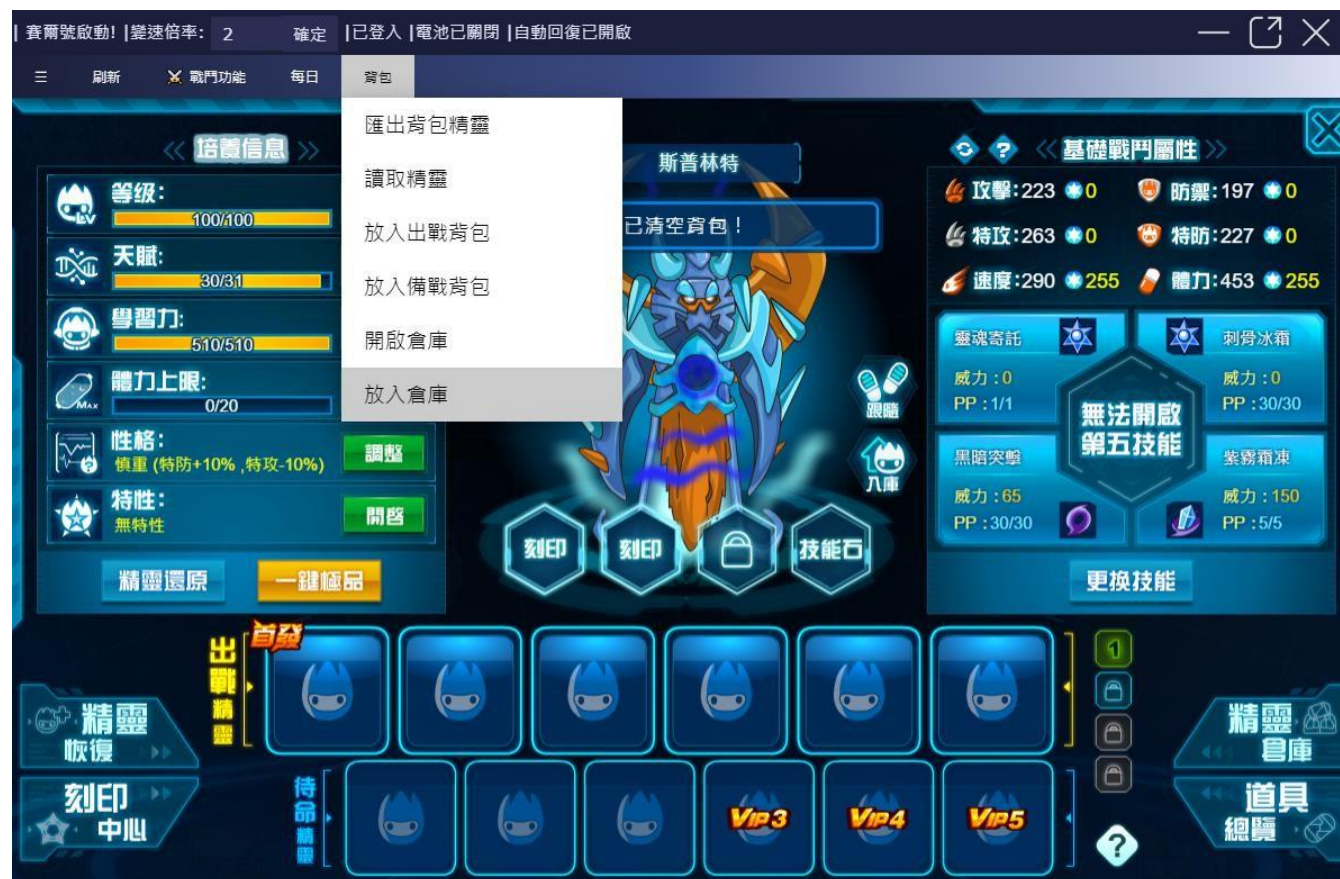 | 賽爾號啟動! |變速倍率: 2 確定 |已登入 |電池已關閉 |自動回復已開啟
☰ 刷新 戰鬥功能 每日 背包
匯出背包精靈
讀取精靈
放入出戰背包
放入備戰背包
開啟倉庫
放入倉庫
培養信息
等级:
100/100
天賦:
30/31
學習力:
510/510
體力上限:
0/20
性格:
慎重 (特防+10% ,特攻-10%)
調整
特性:
無特性
開啓
精靈還原
一鍵極品
斯普林特
已清空背包！
跟隨
入庫
刻印
刻印
技能石
基礎戰鬥屬性
攻擊:223 0 防禦:197 0
特攻:263 0 特防:227 0
速度:290 255 體力:453 255
靈魂寄託
威力:0
PP:1/1
刺骨冰霜
威力:0
PP:30/30
無法開啟
第五技能
黑暗突擊
威力:65
PP:30/30
紫霧霜凍
威力:150
PP:5/5
更換技能
出戰精靈
首發
1
待命精靈
VIP3
VIP4
VIP5
精靈
恢復
刻印
中心
精靈
倉庫
道具
總覽